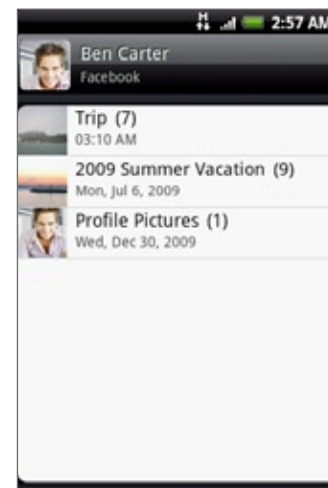 2:57 AM
Ben Carter
Facebook
Trip (7)
03:10 AM
2009 Summer Vacation (9)
Mon, Jul 6, 2009
Profile Pictures (1)
Wed, Dec 30, 2009